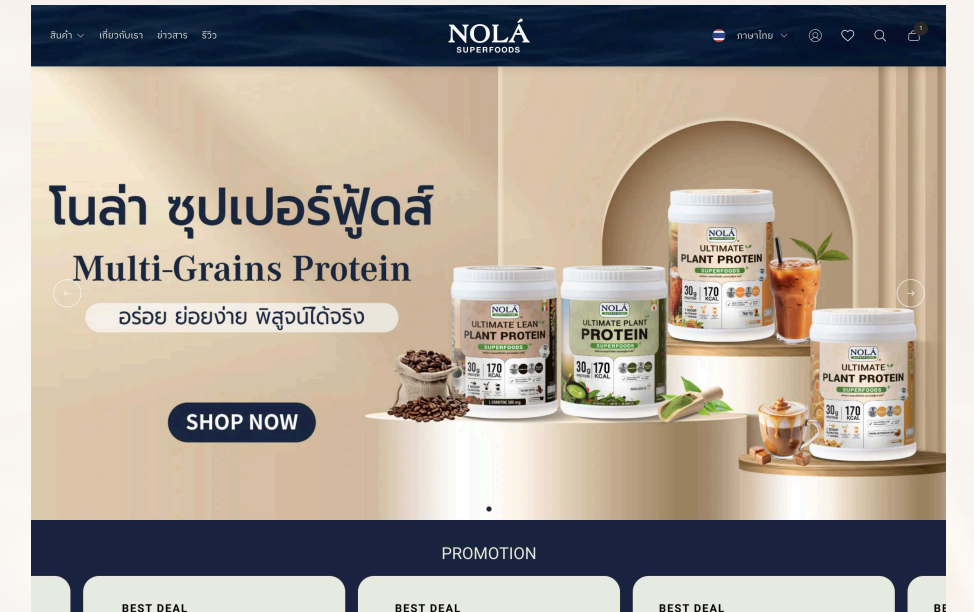 สินค้า เกี่ยวกับเรา ข่าวสาร รีวิว
NOLÁ
SUPERFOODS
ภาษาไทย
1
โนล่า ซุปเปอร์ฟู้ดส์
Multi-Grains Protein
อร่อย ย่อยง่าย พิสูจน์ได้จริง
SHOP NOW
NOLÁ
ULTIMATE LEAN
PLANT PROTEIN
SUPERFOODS
30g 170
KCAL
L-CARNITINE 500 mg
NOLÁ
ULTIMATE PLANT
PROTEIN
SUPERFOODS
30g 170
KCAL
NOLÁ
ULTIMATE
PLANT PROTEIN
SUPERFOODS
30g 170
KCAL
NOLÁ
ULTIMATE
PLANT PROTEIN
SUPERFOODS
30g 170
KCAL
PROMOTION
BEST DEAL
BEST DEAL
BEST DEAL